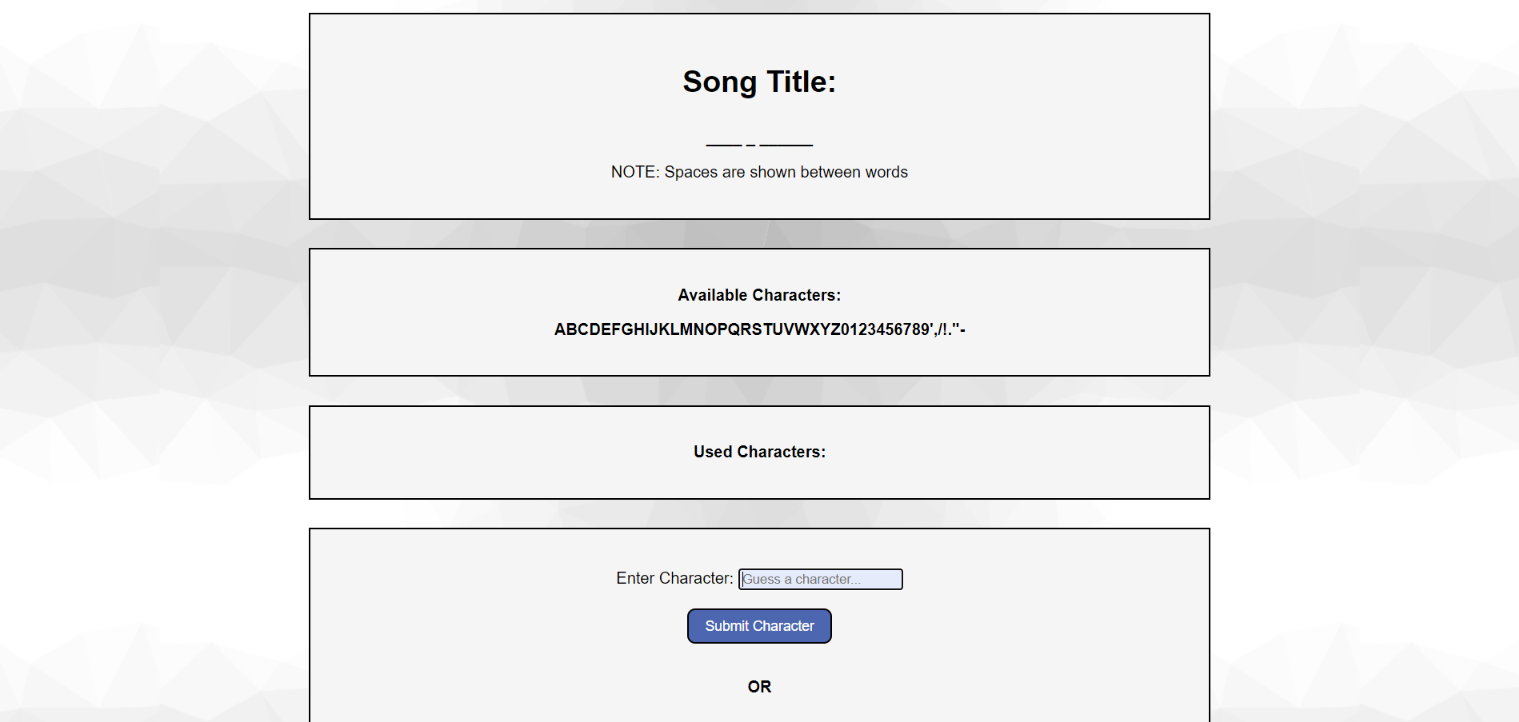 Song Title:
____ _ ______
NOTE: Spaces are shown between words
Available Characters:
ABCDEFGHIJKLMNOPQRSTUVWXYZ0123456789',/!."-
Used Characters:
Enter Character: Guess a character...
Submit Character
OR